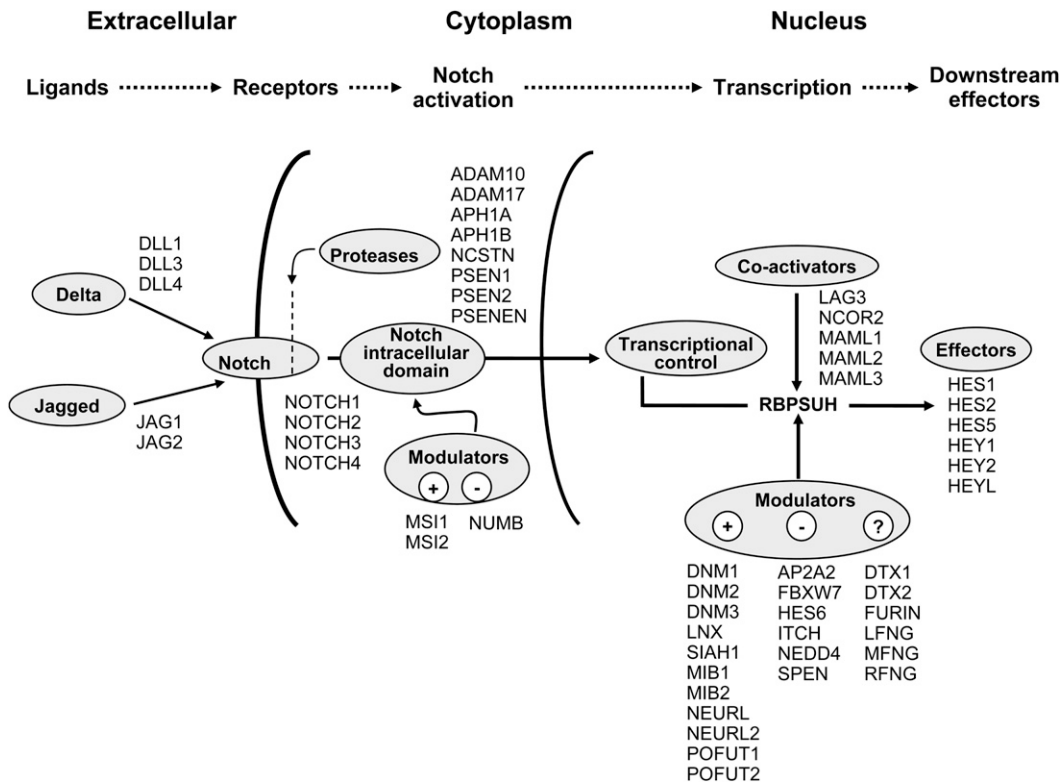 Extracellular
Cytoplasm
Nucleus
Ligands
Receptors
Notch
activation
Transcription
Downstream
effectors
Delta
DLL1
DLL3
DLL4
Jagged
JAG1
JAG2
Notch
NOTCH1
NOTCH2
NOTCH3
NOTCH4
Proteases
ADAM10
ADAM17
APH1A
APH1B
NCSTN
PSEN1
PSEN2
PSENEN
Notch
intracellular
domain
Modulators
+
-
MSI1
MSI2
NUMB
Transcriptional
control
Co-activators
LAG3
NCOR2
MAML1
MAML2
MAML3
RBPSUH
Effectors
HES1
HES2
HES5
HEY1
HEY2
HEYL
Modulators
+
-
?
DNM1
DNM2
DNM3
LNX
SIAH1
MIB1
MIB2
NEURL
NEURL2
POFUT1
POFUT2
AP2A2
FBXW7
HES6
ITCH
NEDD4
SPEN
DTX1
DTX2
FURIN
LFNG
MFNG
RFNG